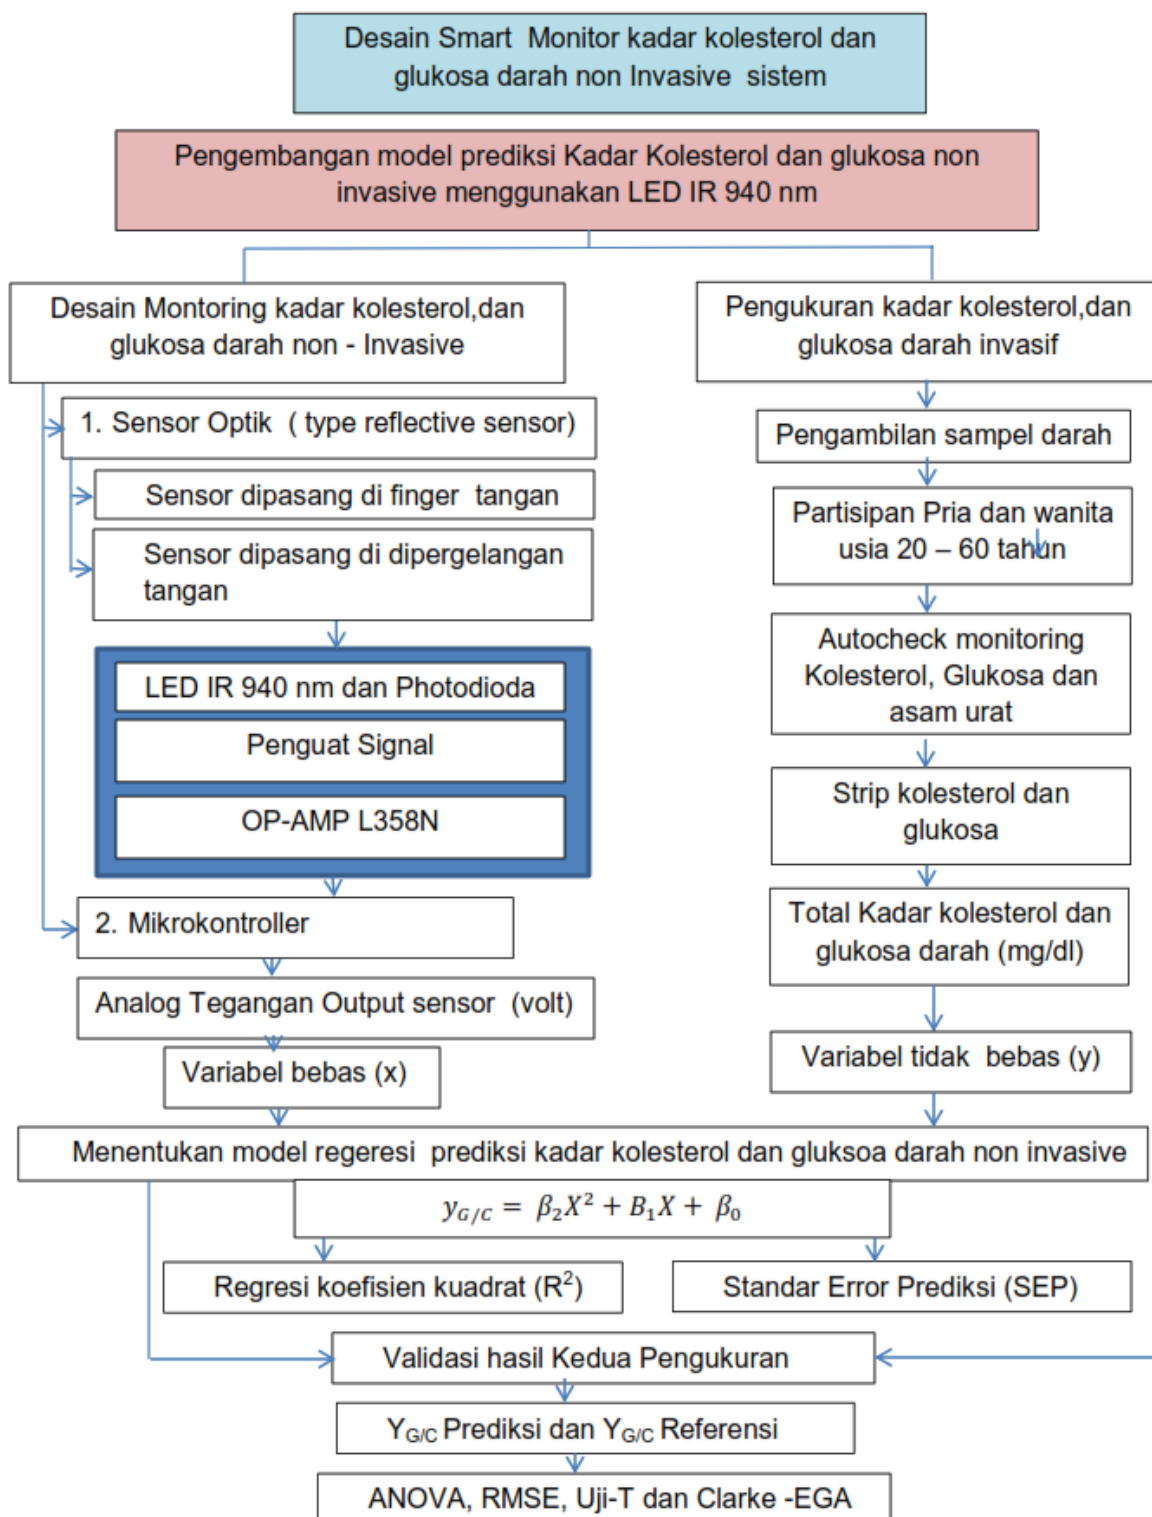 Desain Smart Monitor kadar kolesterol dan
glukosa darah non Invasive sistem
Pengembangan model prediksi Kadar Kolesterol dan glukosa non
invasive menggunakan LED IR 940 nm
Desain Montoring kadar kolesterol,dan
glukosa darah non - Invasive
1. Sensor Optik ( type reflective sensor)
Sensor dipasang di finger tangan
Sensor dipasang di dipergelangan
tangan
LED IR 940 nm dan Photodioda
Penguat Signal
OP-AMP L358N
2. Mikrokontroller
Analog Tegangan Output sensor (volt)
Variabel bebas (x)
Pengukuran kadar kolesterol,dan
glukosa darah invasif
Pengambilan sampel darah
Partisipan Pria dan wanita
usia 20 – 60 tahun
Autocheck monitoring
Kolesterol, Glukosa dan
asam urat
Strip kolesterol dan
glukosa
Total Kadar kolesterol dan
glukosa darah (mg/dl)
Variabel tidak bebas (y)
Menentukan model regeresi prediksi kadar kolesterol dan gluksoa darah non invasive
y_{G/C} = β₂X² + B₁X + β₀
Regresi koefisien kuadrat (R²)
Standar Error Prediksi (SEP)
Validasi hasil Kedua Pengukuran
Y_{G/C} Prediksi dan Y_{G/C} Referensi
ANOVA, RMSE, Uji-T dan Clarke -EGA